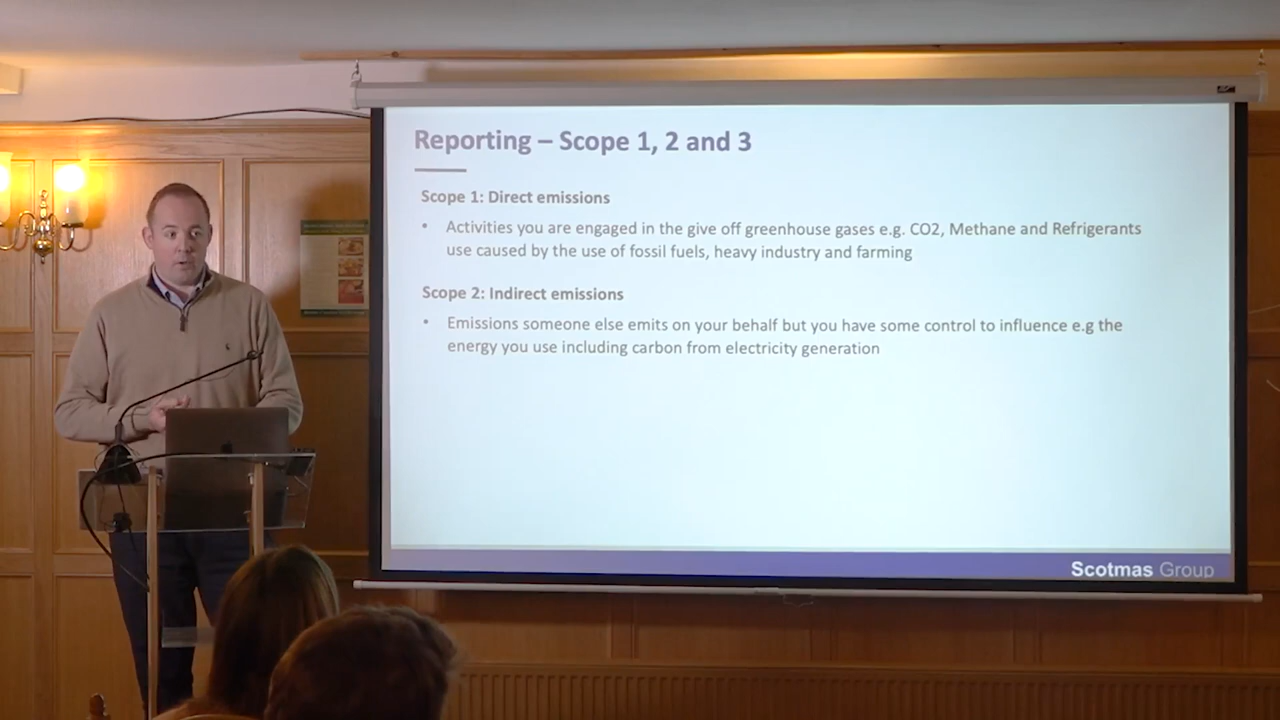 Reporting – Scope 1, 2 and 3
Scope 1: Direct emissions
• Activities you are engaged in the give off greenhouse gases e.g. CO2, Methane and Refrigerants
use caused by the use of fossil fuels, heavy industry and farming
Scope 2: Indirect emissions
• Emissions someone else emits on your behalf but you have some control to influence e.g the
energy you use including carbon from electricity generation
Scotmas Group